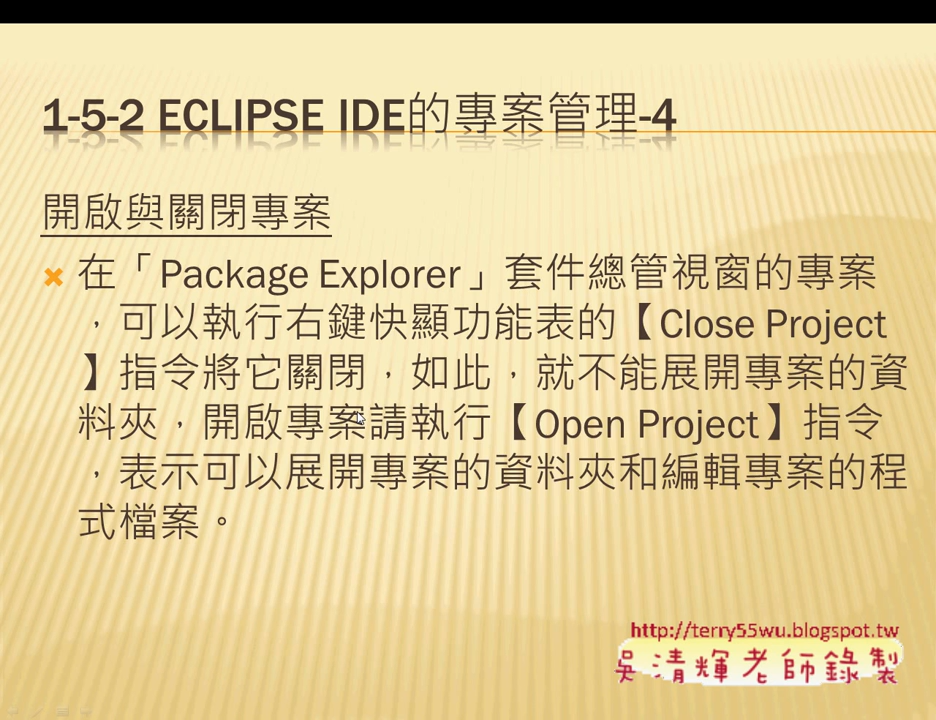 1-5-2 ECLIPSE IDE的專案管理-4
開啟與關閉專案
在「Package Explorer」套件總管視窗的專案
，可以執行右鍵快顯功能表的【Close Project
】指令將它關閉，如此，就不能展開專案的資
料夾，開啟專案請執行【Open Project】指令
，表示可以展開專案的資料夾和編輯專案的程
式檔案。
http://terry55wu.blogspot.tw
吳清輝老師錄製